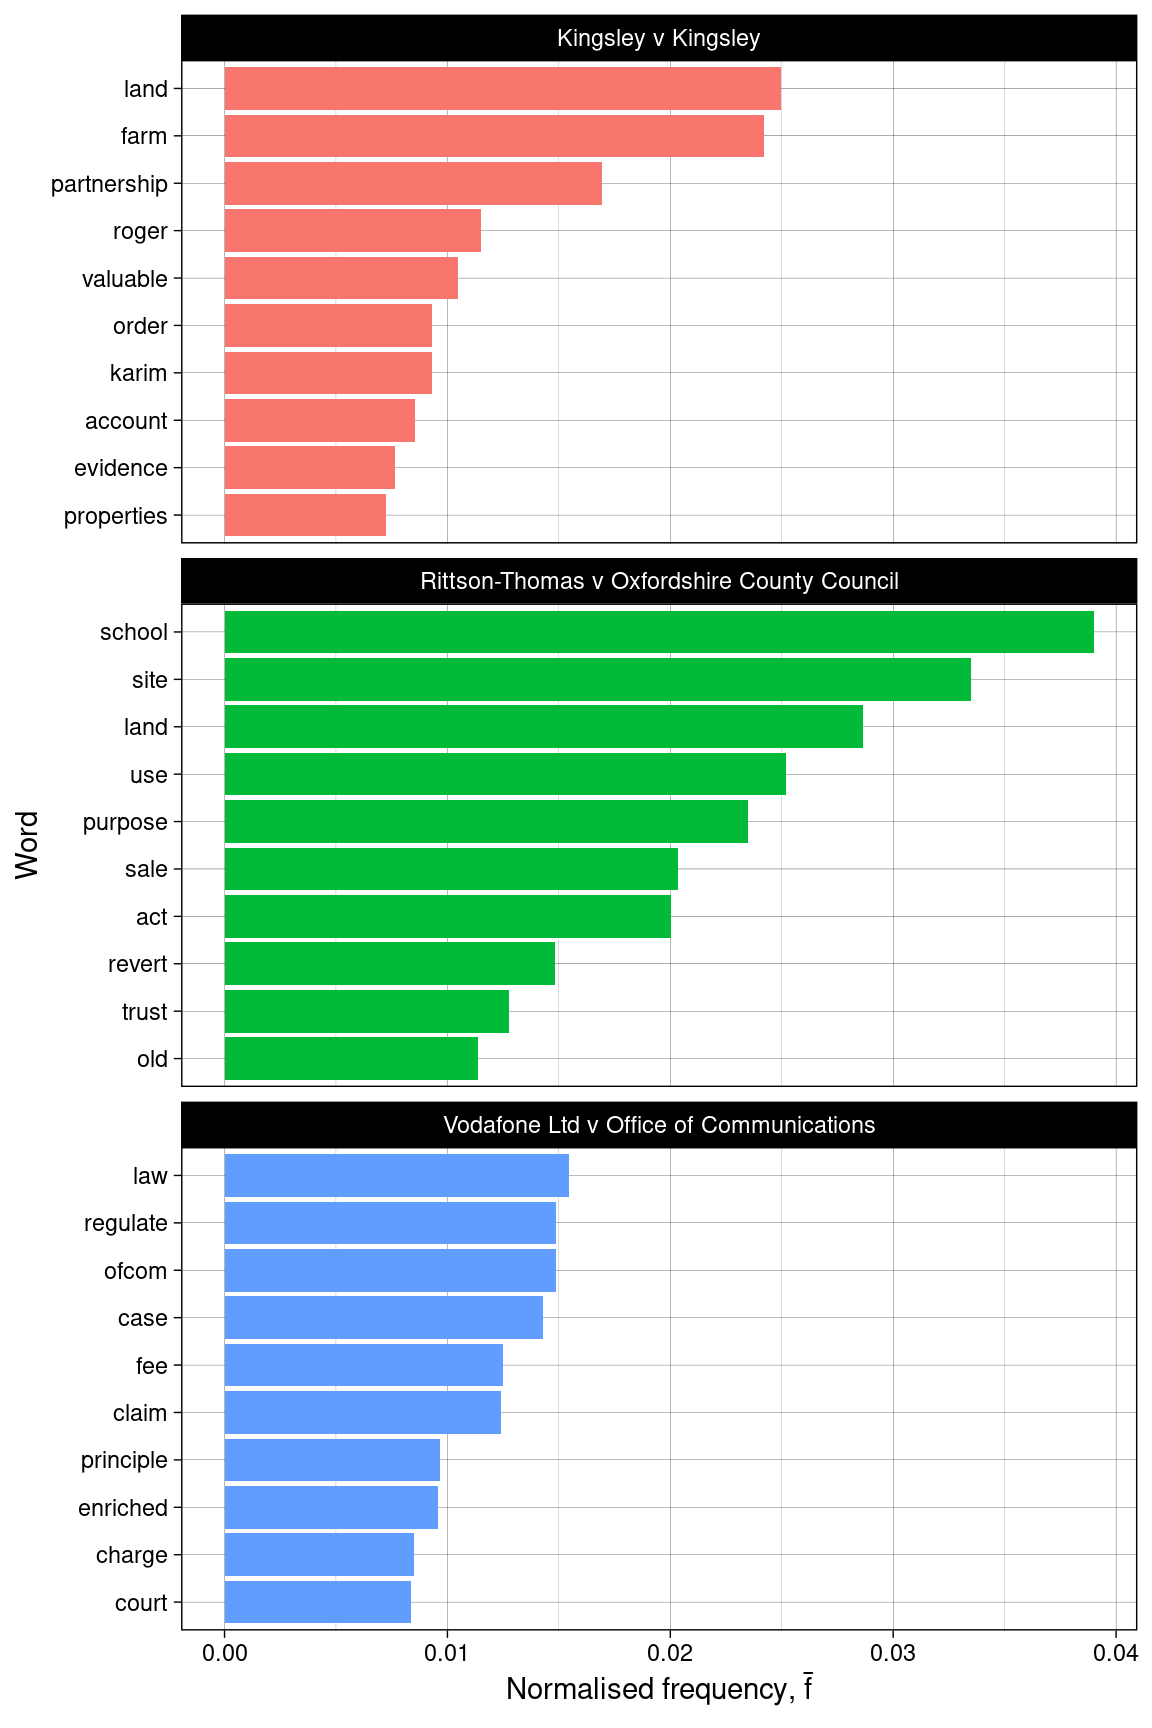 Kingsley v Kingsley
land
farm
partnership
roger
valuable
order
karim
account
evidence
properties
Rittson-Thomas v Oxfordshire County Council
school
site
land
use
purpose
sale
act
revert
trust
old
Vodafone Ltd v Office of Communications
law
regulate
ofcom
case
fee
claim
principle
enriched
charge
court
0.00 0.01 0.02 0.03 0.04
Normalised frequency, f̄
Word